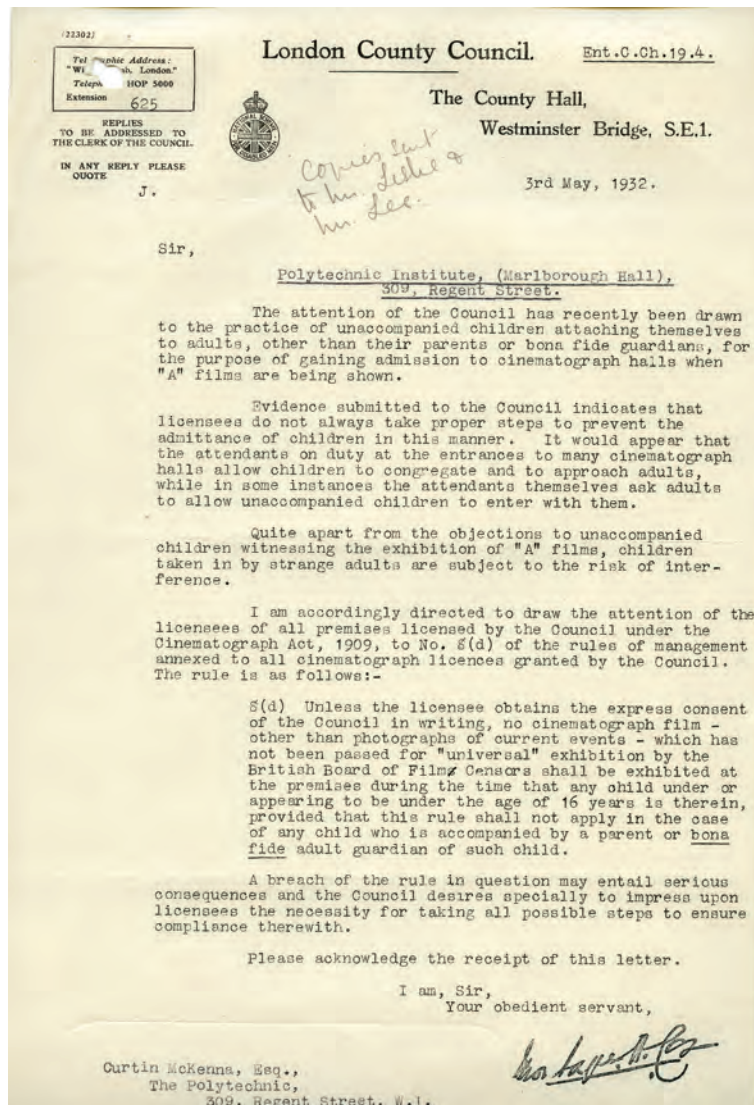 (22302)
Tel phic Address:
"Wi sh, London."
Teleph HOP 5000
Extension 625
REPLIES
TO BE ADDRESSED TO
THE CLERK OF THE COUNCIL.
IN ANY REPLY PLEASE
QUOTE
J.
London County Council.
Ent.C.Ch.19.4.
The County Hall,
Westminster Bridge, S.E.1.
copies sent
to Mr. Leslie &
Mr. Lee.
3rd May, 1932.
Sir,
Polytechnic Institute, (Marlborough Hall),
309, Regent Street.
The attention of the Council has recently been drawn
to the practice of unaccompanied children attaching themselves
to adults, other than their parents or bona fide guardians, for
the purpose of gaining admission to cinematograph halls when
"A" films are being shown.
Evidence submitted to the Council indicates that
licensees do not always take proper steps to prevent the
admittance of children in this manner. It would appear that
the attendants on duty at the entrances to many cinematograph
halls allow children to congregate and to approach adults,
while in some instances the attendants themselves ask adults
to allow unaccompanied children to enter with them.
Quite apart from the objections to unaccompanied
children witnessing the exhibition of "A" films, children
taken in by strange adults are subject to the risk of inter-
ference.
I am accordingly directed to draw the attention of the
licensees of all premises licensed by the Council under the
Cinematograph Act, 1909, to No. 8(d) of the rules of management
annexed to all cinematograph licences granted by the Council.
The rule is as follows:-
8(d) Unless the licensee obtains the express consent
of the Council in writing, no cinematograph film -
other than photographs of current events - which has
not been passed for "universal" exhibition by the
British Board of Film Censors shall be exhibited at
the premises during the time that any child under or
appearing to be under the age of 16 years is therein,
provided that this rule shall not apply in the case
of any child who is accompanied by a parent or bona
fide adult guardian of such child.
A breach of the rule in question may entail serious
consequences and the Council desires specially to impress upon
licensees the necessity for taking all possible steps to ensure
compliance therewith.
Please acknowledge the receipt of this letter.
I am, Sir,
Your obedient servant,
Curtin McKenna, Esq.,
The Polytechnic,
309, Regent Street, W.1.